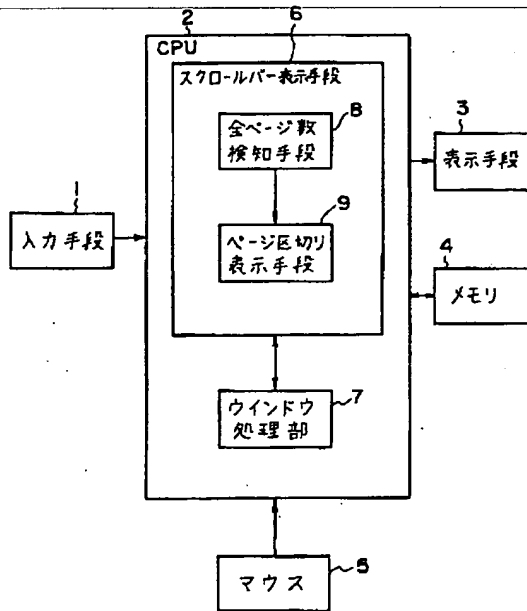 2
CPU
6
スクロールバー表示手段
8
全ページ数
検知手段
9
ページ区切り
表示手段
1
入力手段
3
表示手段
4
メモリ
7
ウインドウ
処理部
5
マウス